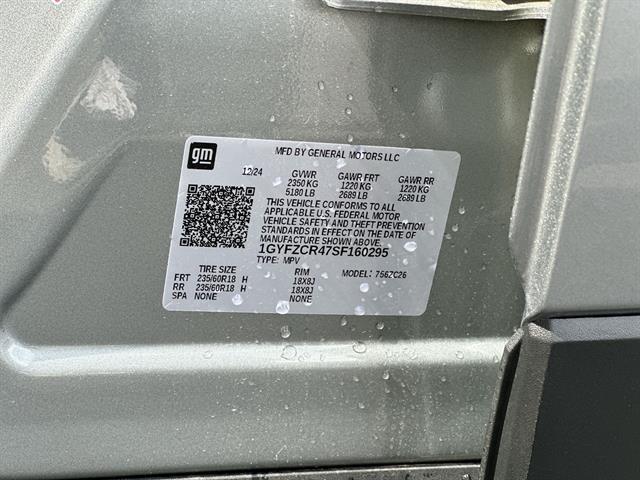 gm
MFD BY GENERAL MOTORS LLC
12/24 GVWR GAWR FRT GAWR RR
2350 KG 1220 KG 1220 KG
5180 LB 2689 LB 2689 LB
THIS VEHICLE CONFORMS TO ALL
APPLICABLE U.S. FEDERAL MOTOR
VEHICLE SAFETY AND THEFT PREVENTION
STANDARDS IN EFFECT ON THE DATE OF
MANUFACTURE SHOWN ABOVE.
1GYFZCR47SF160295
TYPE: MPV
TIRE SIZE RIM MODEL: 756ZC26
FRT 235/60R18 H 18X8J
RR 235/60R18 H 18X8J
SPA NONE NONE